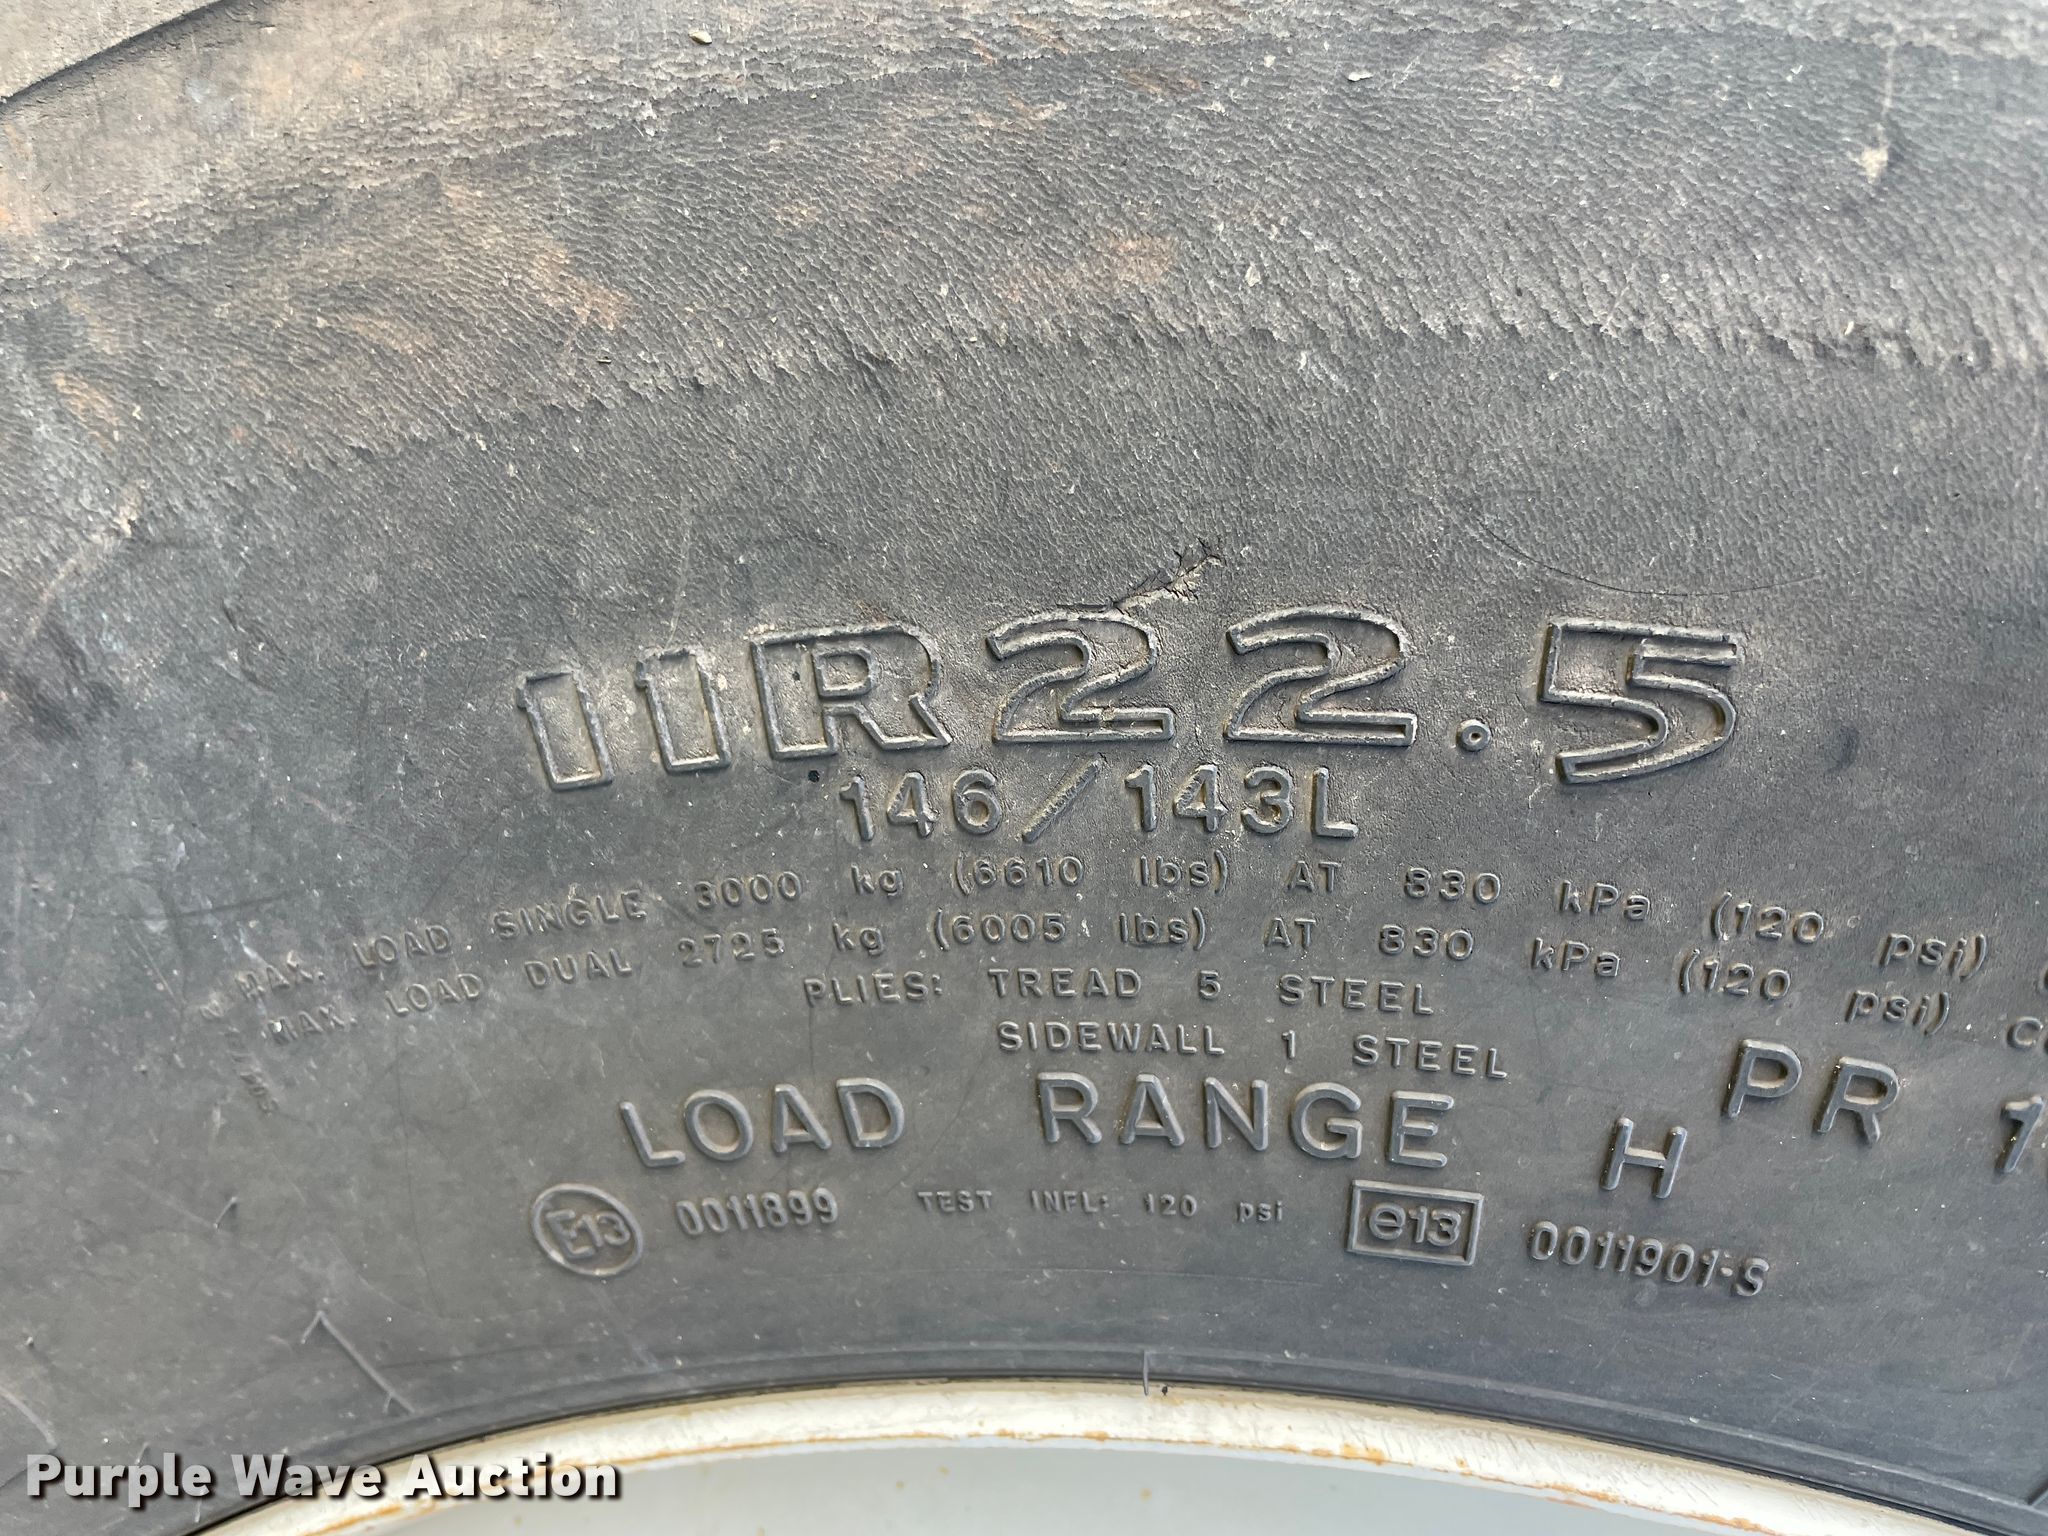 11R22.5
146/143L
MAX. LOAD SINGLE 3000 kg (6610 lbs) AT 830 kPa (120 psi)
MAX. LOAD DUAL 2725 kg (6005 lbs) AT 830 kPa (120 psi)
PLIES: TREAD 5 STEEL
SIDEWALL 1 STEEL
LOAD RANGE H PR
E13 0011899 TEST INFL: 120 psi e13 0011901-S
Purple Wave Auction